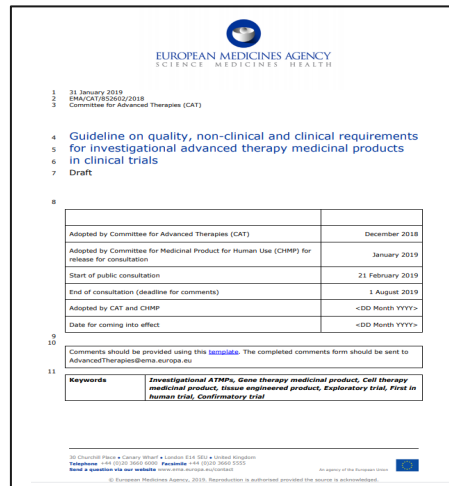 EUROPEAN MEDICINES AGENCY
SCIENCE MEDICINES HEALTH
1 31 January 2019
2 EMA/CAT/852602/2018
3 Committee for Advanced Therapies (CAT)
4 Guideline on quality, non-clinical and clinical requirements
5 for investigational advanced therapy medicinal products
6 in clinical trials
7 Draft
8
Adopted by Committee for Advanced Therapies (CAT) December 2018
Adopted by Committee for Medicinal Product for Human Use (CHMP) for
release for consultation January 2019
Start of public consultation 21 February 2019
End of consultation (deadline for comments) 1 August 2019
Adopted by CAT and CHMP <DD Month YYYY>
Date for coming into effect <DD Month YYYY>
9
10
Comments should be provided using this template. The completed comments form should be sent to
AdvancedTherapies@ema.europa.eu
11
Keywords Investigational ATMPs, Gene therapy medicinal product, Cell therapy
medicinal product, tissue engineered product, Exploratory trial, First in
human trial, Confirmatory trial
30 Churchill Place • Canary Wharf • London E14 5EU • United Kingdom
Telephone +44 (0)20 3660 6000 Facsimile +44 (0)20 3660 5555
Send a question via our website www.ema.europa.eu/contact An agency of the European Union
© European Medicines Agency, 2019. Reproduction is authorised provided the source is acknowledged.